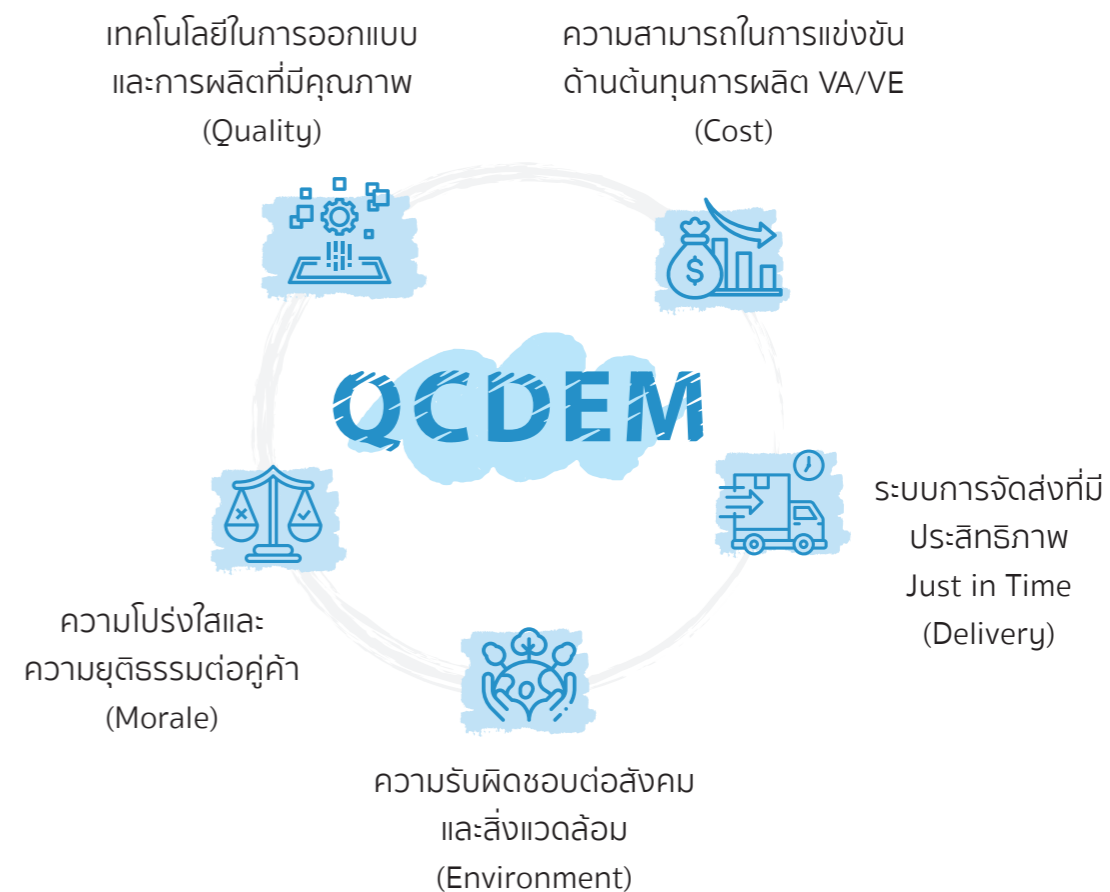 เทคโนโลยีในการออกแบบ
และการผลิตที่มีคุณภาพ
(Quality)
ความสามารถในการแข่งขัน
ด้านต้นทุนการผลิต VA/VE
(Cost)
$
QCDEM
ระบบการจัดส่งที่มี
ประสิทธิภาพ
Just in Time
(Delivery)
ความโปร่งใสและ
ความยุติธรรมต่อคู่ค้า
(Morale)
ความรับผิดชอบต่อสังคม
และสิ่งแวดล้อม
(Environment)